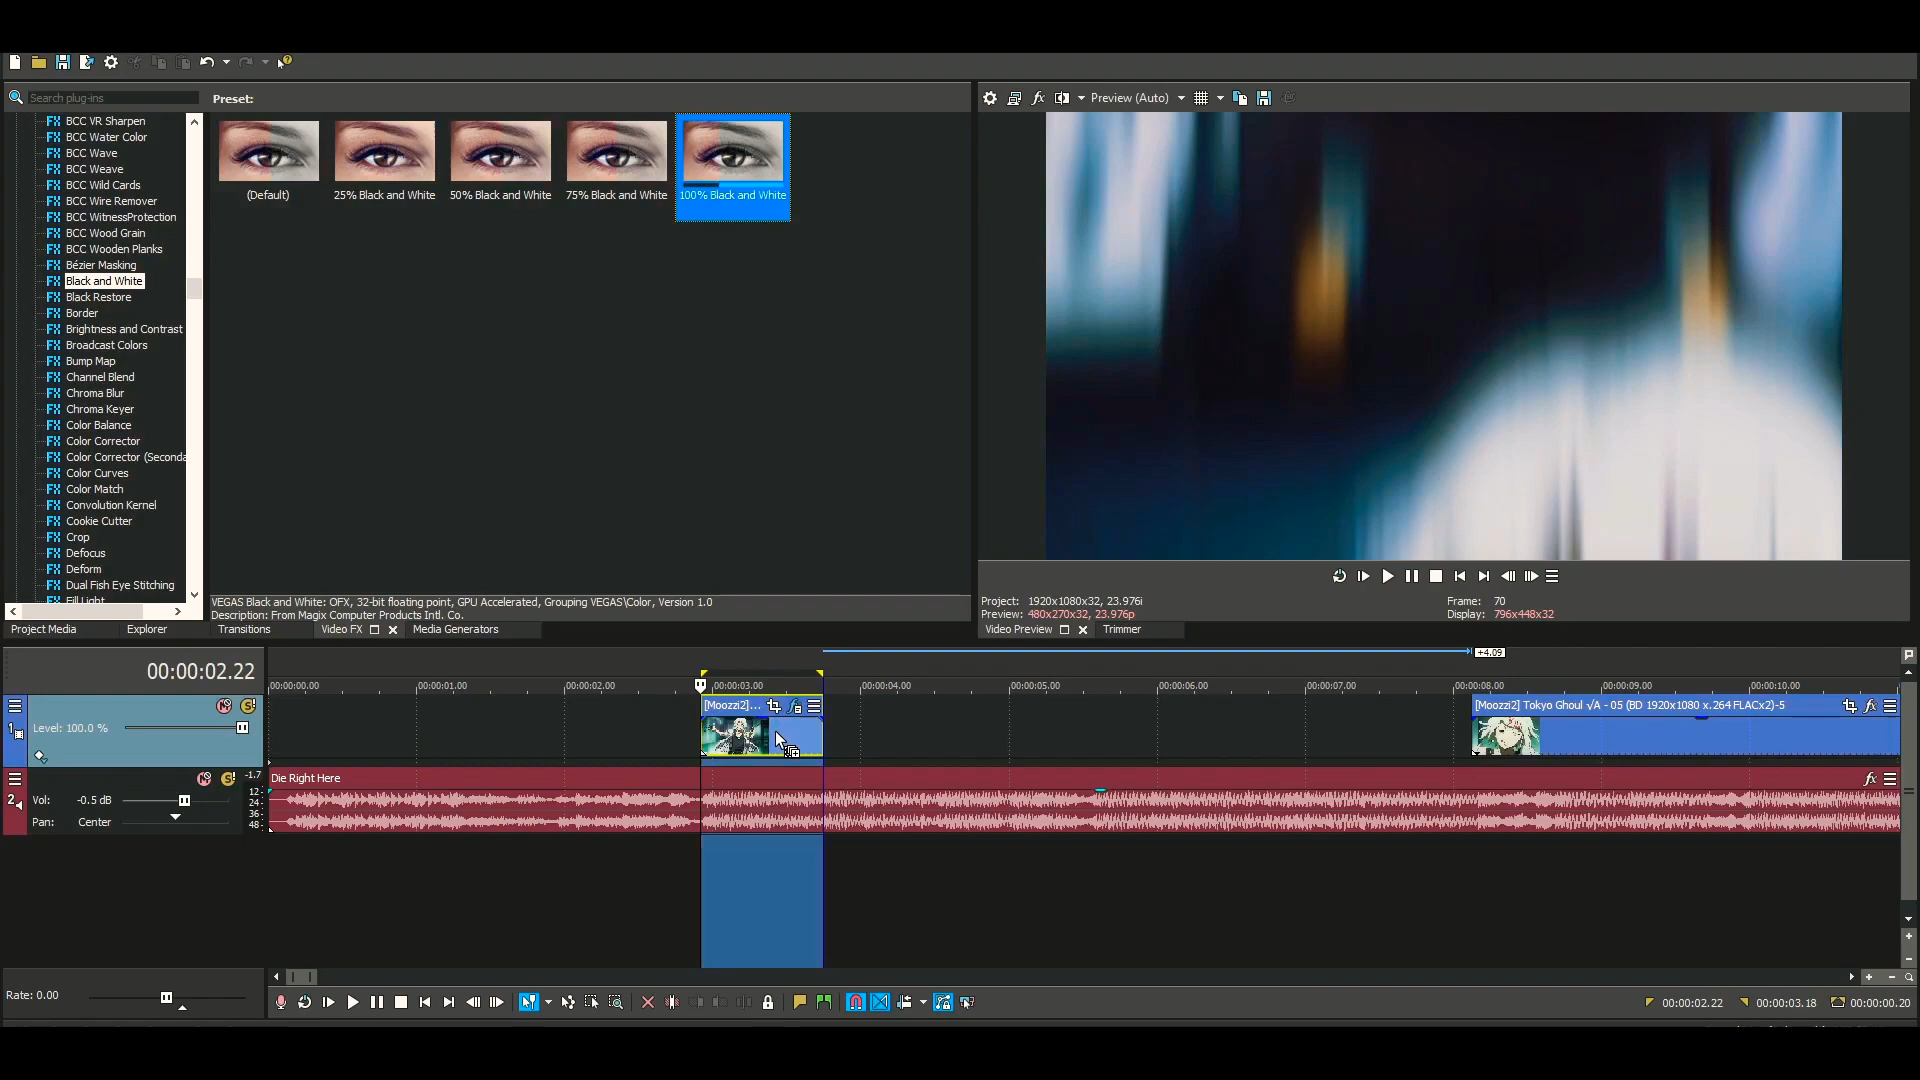 Search plug-ins
Preset:
Preview (Auto)
BCC VR Sharpen
BCC Water Color
BCC Wave
BCC Weave
BCC Wild Cards
BCC Wire Remover
BCC WitnessProtection
BCC Wood Grain
BCC Wooden Planks
Bézier Masking
Black and White
Black Restore
Border
Brightness and Contrast
Broadcast Colors
Bump Map
Channel Blend
Chroma Blur
Chroma Keyer
Color Balance
Color Corrector
Color Corrector (Seconda
Color Curves
Color Match
Convolution Kernel
Cookie Cutter
Crop
Defocus
Deform
Dual Fish Eye Stitching
Fill Light
(Default)
25% Black and White
50% Black and White
75% Black and White
100% Black and White
VEGAS Black and White: OFX, 32-bit floating point, GPU Accelerated, Grouping VEGAS\Color, Version 1.0
Description: From Magix Computer Products Intl. Co.
Project: 1920x1080x32, 23.976i
Frame: 70
Preview: 480x270x32, 23.976p
Display: 796x448x32
Project Media
Explorer
Transitions
Video FX
Media Generators
Video Preview
Trimmer
00:00:02.22
+4.09
00:00:00.00
00:00:01.00
00:00:02.00
00:00:03.00
00:00:04.00
00:00:05.00
00:00:06.00
00:00:07.00
00:00:08.00
00:00:09.00
00:00:10.00
1
Level: 100.0 %
[Moozzi2]...
[Moozzi2] Tokyo Ghoul √A - 05 (BD 1920x1080 x.264 FLACx2)-5
2
Vol: -0.5 dB
Pan: Center
-1.7
12
24
36
48
Die Right Here
Rate: 0.00
00:00:02.22
00:00:03.18
00:00:00.20